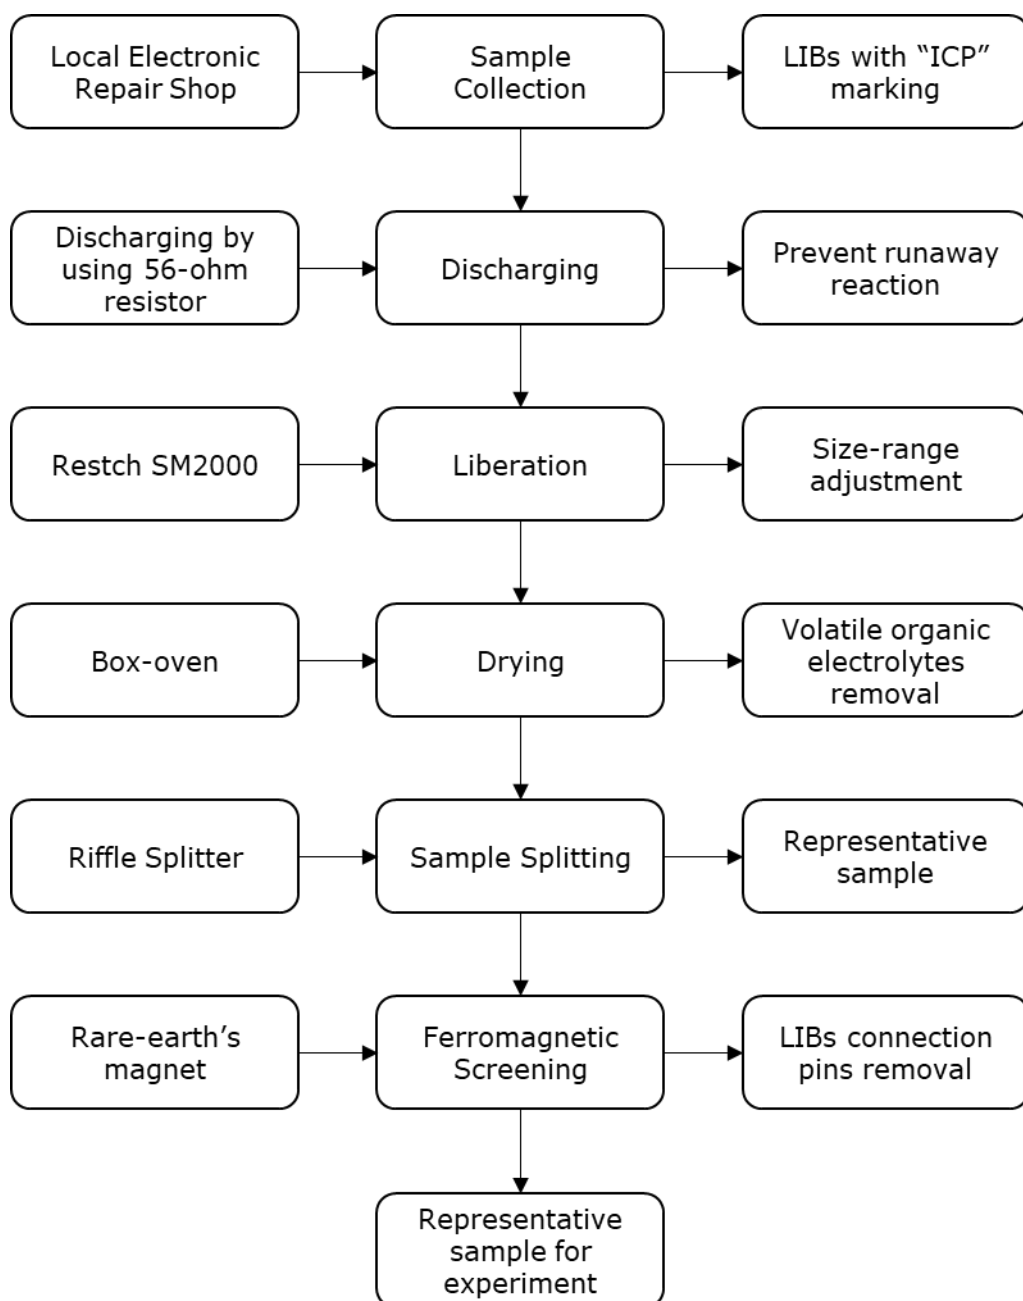 Local Electronic
Repair Shop
Sample
Collection
LIBs with “ICP”
marking
Discharging by
using 56-ohm
resistor
Discharging
Prevent runaway
reaction
Restch SM2000
Liberation
Size-range
adjustment
Box-oven
Drying
Volatile organic
electrolytes
removal
Riffle Splitter
Sample Splitting
Representative
sample
Rare-earth’s
magnet
Ferromagnetic
Screening
LIBs connection
pins removal
Representative
sample for
experiment